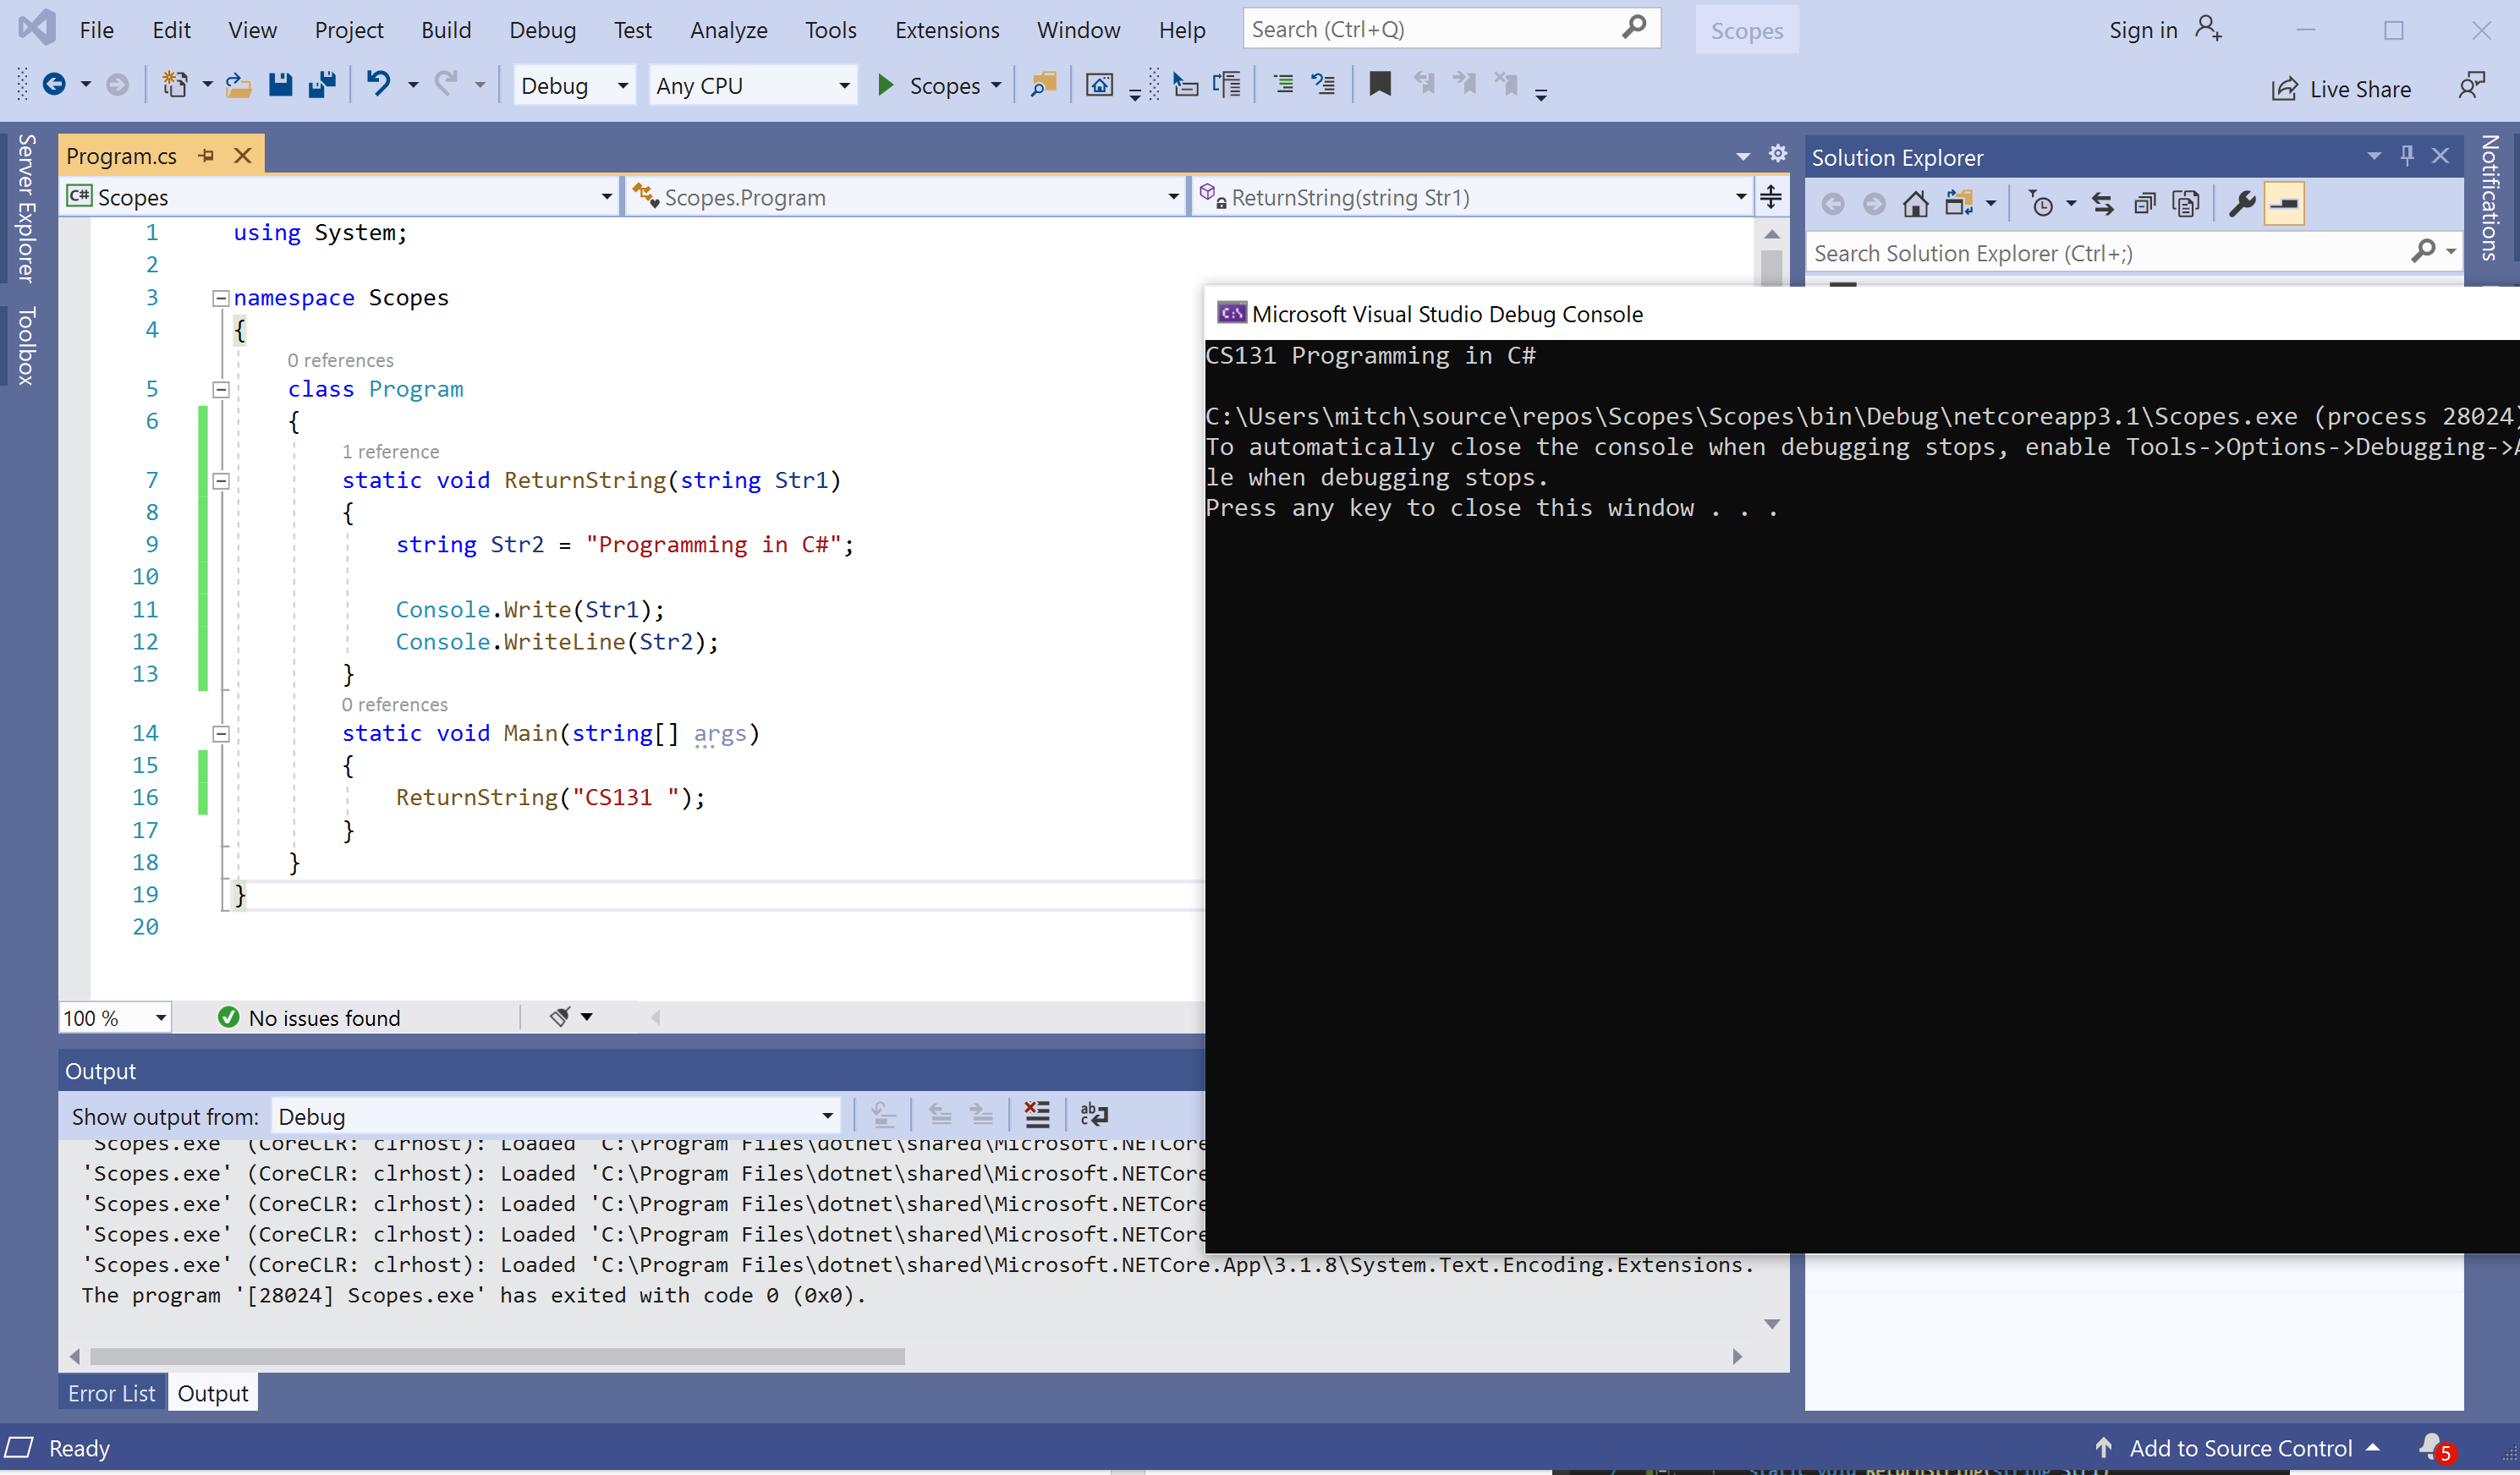 File Edit View Project Build Debug Test Analyze Tools Extensions Window Help Search (Ctrl+Q) Scopes Sign in
Debug Any CPU Scopes Live Share
Server Explorer
Toolbox
Program.cs
Scopes Scopes.Program ReturnString(string Str1)
1 using System;
2
3 namespace Scopes
4 {
0 references
5 class Program
6 {
1 reference
7 static void ReturnString(string Str1)
8 {
9 string Str2 = "Programming in C#";
10
11 Console.Write(Str1);
12 Console.WriteLine(Str2);
13 }
0 references
14 static void Main(string[] args)
15 {
16 ReturnString("CS131 ");
17 }
18 }
19 }
20
100 % No issues found
Solution Explorer
Search Solution Explorer (Ctrl+;)
Notifications
Microsoft Visual Studio Debug Console
CS131 Programming in C#
C:\Users\mitch\source\repos\Scopes\Scopes\bin\Debug\netcoreapp3.1\Scopes.exe (process 28024)
To automatically close the console when debugging stops, enable Tools->Options->Debugging->A
le when debugging stops.
Press any key to close this window . . .
Output
Show output from: Debug
'Scopes.exe' (CoreCLR: clrhost): Loaded 'C:\Program Files\dotnet\shared\Microsoft.NETCore
'Scopes.exe' (CoreCLR: clrhost): Loaded 'C:\Program Files\dotnet\shared\Microsoft.NETCore
'Scopes.exe' (CoreCLR: clrhost): Loaded 'C:\Program Files\dotnet\shared\Microsoft.NETCore
'Scopes.exe' (CoreCLR: clrhost): Loaded 'C:\Program Files\dotnet\shared\Microsoft.NETCore
'Scopes.exe' (CoreCLR: clrhost): Loaded 'C:\Program Files\dotnet\shared\Microsoft.NETCore.App\3.1.8\System.Text.Encoding.Extensions.
The program '[28024] Scopes.exe' has exited with code 0 (0x0).
Error List Output
Ready Add to Source Control 5